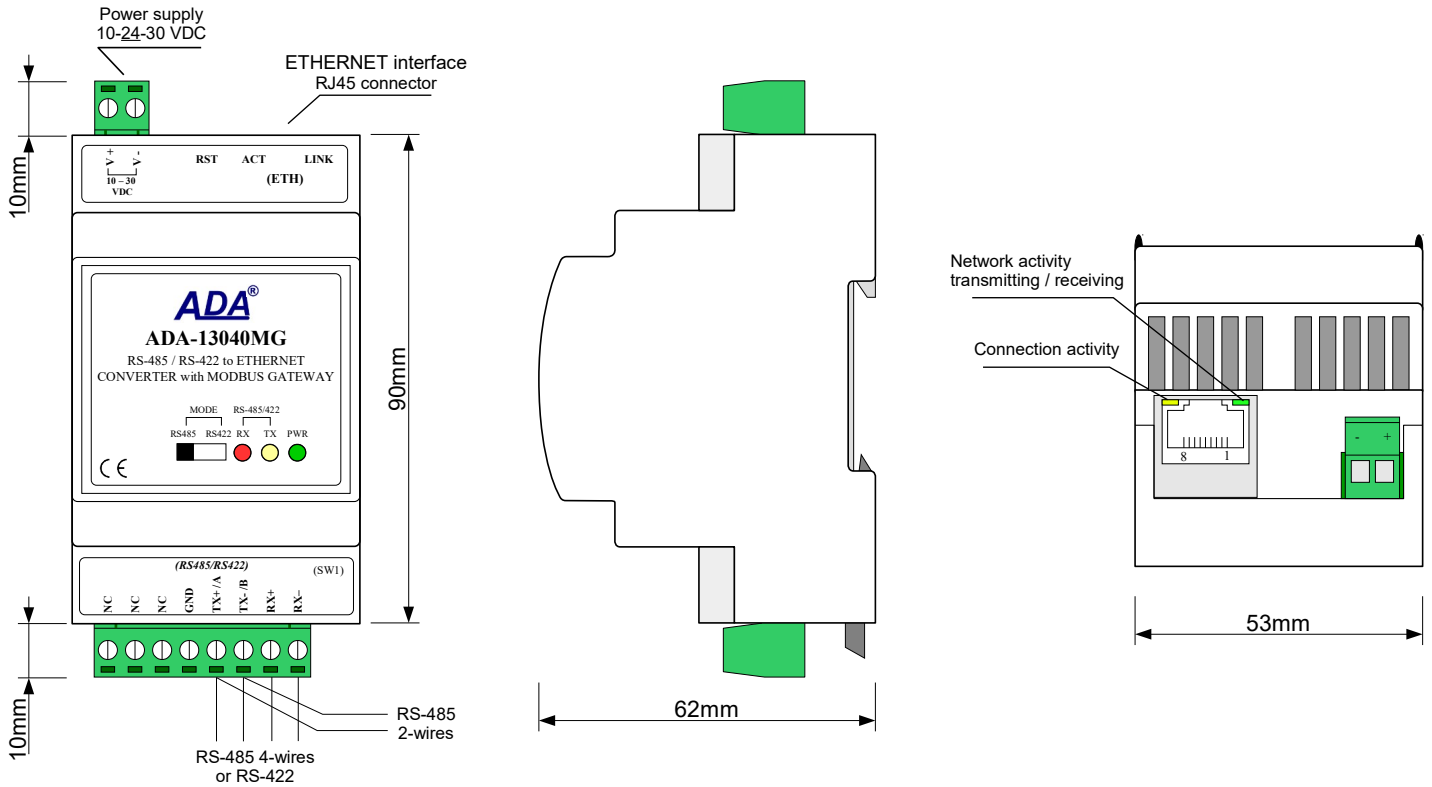 Power supply
10-24-30 VDC
ETHERNET interface
RJ45 connector
10mm
V +
V -
10 – 30
VDC
RST ACT LINK
(ETH)
ADA®
ADA-13040MG
RS-485 / RS-422 to ETHERNET
CONVERTER with MODBUS GATEWAY
MODE RS-485/422
RS485 RS422 RX TX PWR
CE
(RS485/RS422)
(SW1)
NC
NC
NC
GND
TX+/A
TX- /B
RX+
RX–
10mm
90mm
RS-485
2-wires
RS-485 4-wires
or RS-422
62mm
Network activity
transmitting / receiving
Connection activity
8 1
- +
53mm